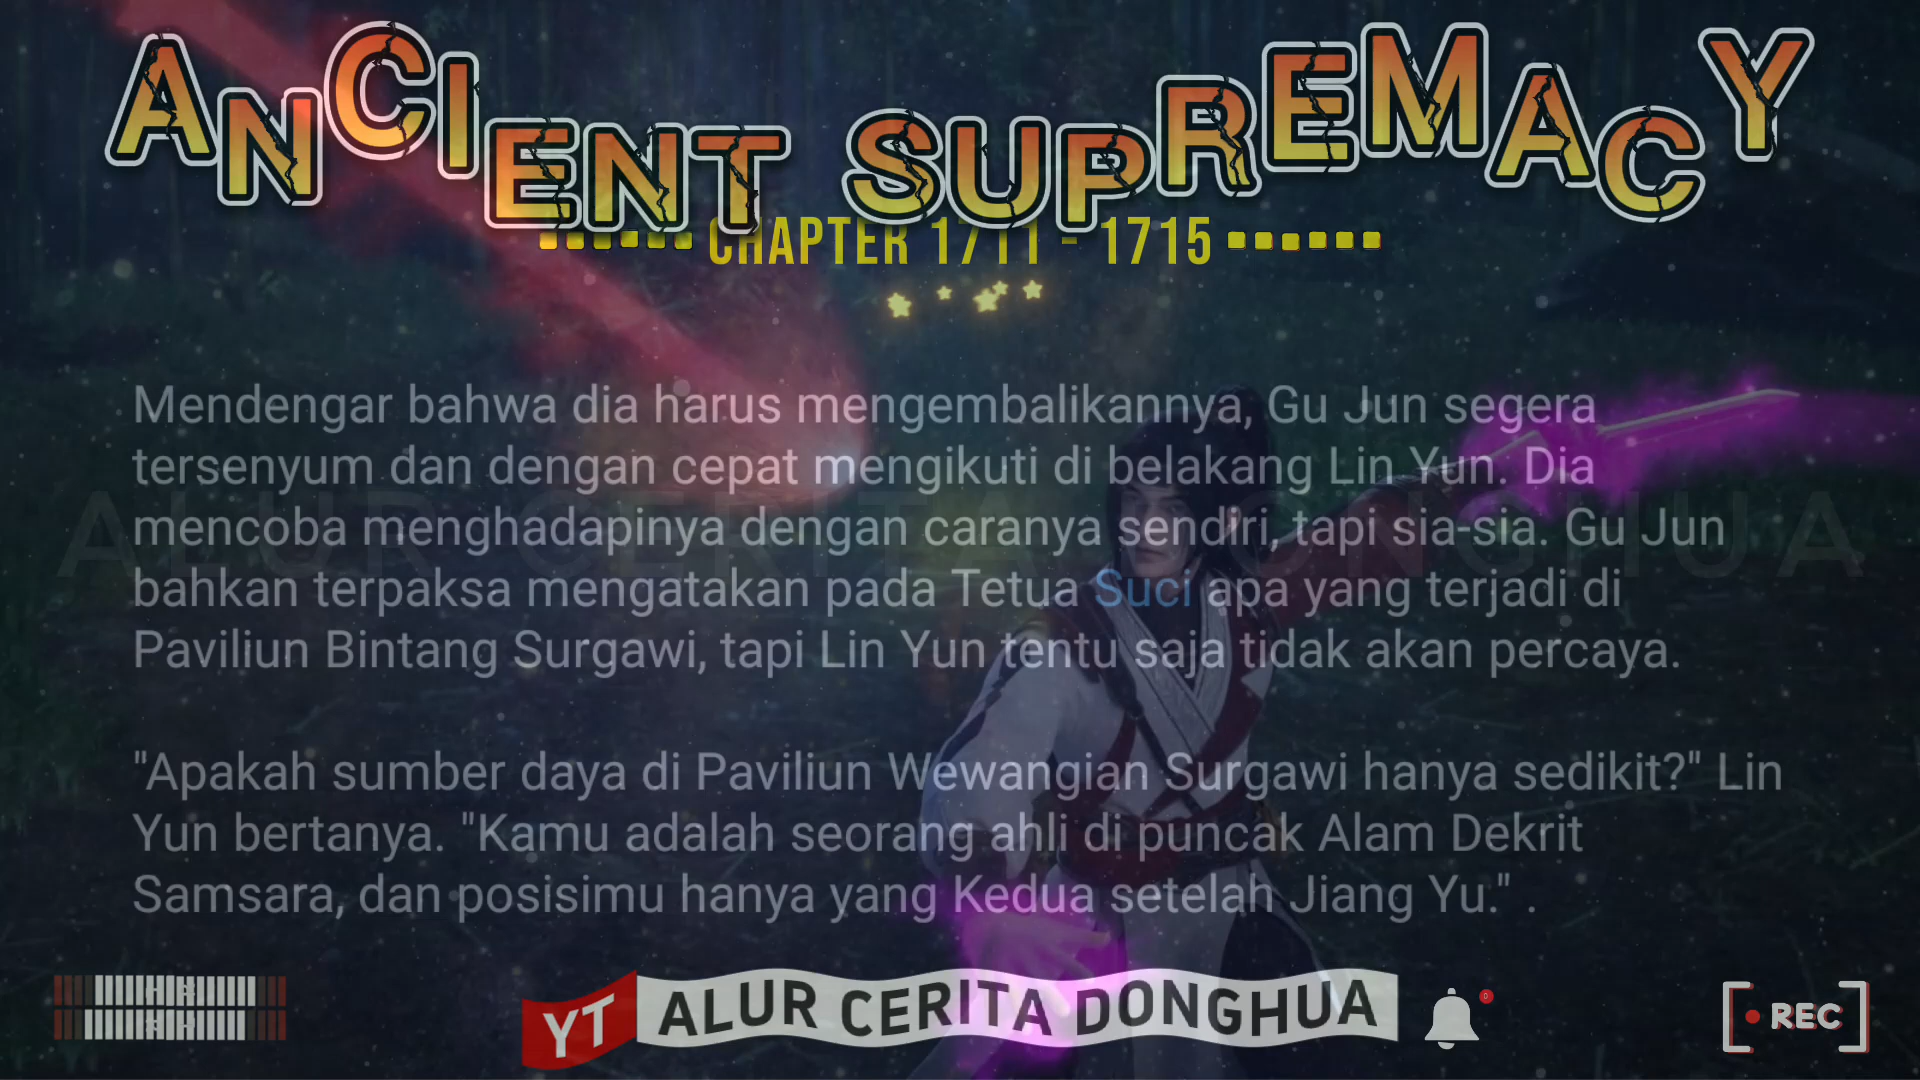 ANCIENT SUPREMACY
CHAPTER 1711 - 1715
Mendengar bahwa dia harus mengembalikannya, Gu Jun segera
tersenyum dan dengan cepat mengikuti di belakang Lin Yun. Dia
mencoba menghadapinya dengan caranya sendiri, tapi sia-sia. Gu Jun
ALUR CERITA DONGHUA
bahkan terpaksa mengatakan pada Tetua Suci apa yang terjadi di
Paviliun Bintang Surgawi, tapi Lin Yun tentu saja tidak akan percaya.
"Apakah sumber daya di Paviliun Wewangian Surgawi hanya sedikit?" Lin
Yun bertanya. "Kamu adalah seorang ahli di puncak Alam Dekrit
Samsara, dan posisimu hanya yang Kedua setelah Jiang Yu." .
YT ALUR CERITA DONGHUA
0
REC